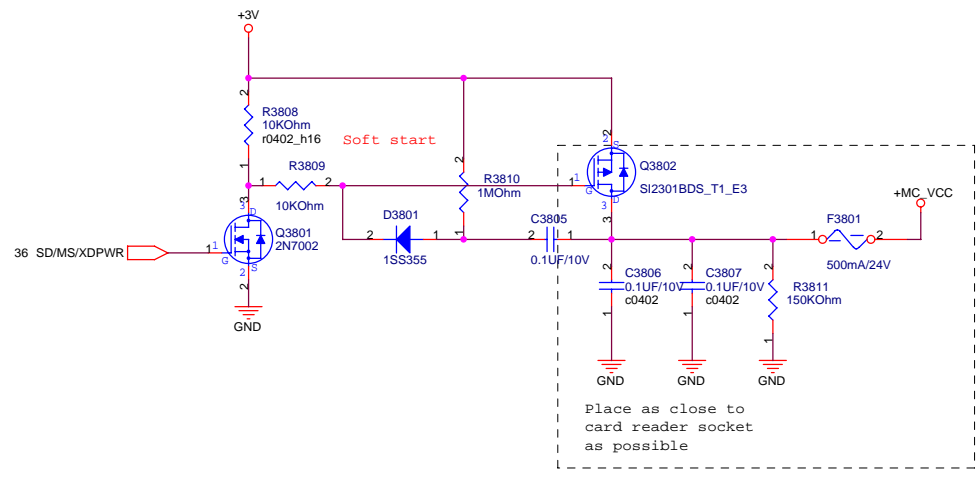 +3V
2
R3808
10KOhm
r0402_h16
1
Soft start
R3809
1 2
10KOhm
2
R3810
1MOhm
1
2
S
Q3802
1
G
SI2301BDS_T1_E3
3
D
3
D
Q3801
2N7002
36 SD/MS/XDPWR
1
G
S
2
GND
D3801
2 1
1SS355
C3805
2 1
0.1UF/10V
+MC_VCC
F3801
1 2
500mA/24V
2
C3806
0.1UF/10V
c0402
1
GND
2
C3807
0.1UF/10V
c0402
1
GND
2
R3811
150KOhm
1
GND
Place as close to
card reader socket
as possible